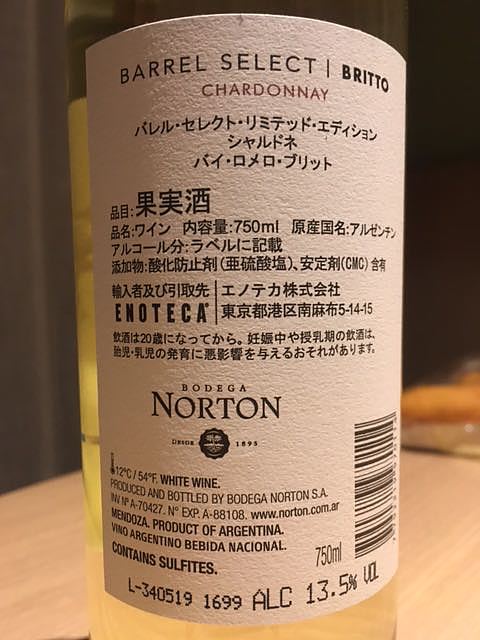 BARREL SELECT | BRITTO
CHARDONNAY
バレル・セレクト・リミテッド・エディション
シャルドネ
バイ・ロメロ・ブリット
品目:果実酒
品名:ワイン 内容量:750ml 原産国名:アルゼンチン
アルコール分:ラベルに記載
添加物:酸化防止剤(亜硫酸塩)、安定剤(CMC)含有
輸入者及び引取先 エノテカ株式会社
ENOTECA 東京都港区南麻布5-14-15
飲酒は20歳になってから。妊娠中や授乳期の飲酒は、
胎児・乳児の発育に悪影響を与えるおそれがあります。
BODEGA
NORTON
DESDE 1895
12°C / 54°F. WHITE WINE.
PRODUCED AND BOTTLED BY BODEGA NORTON S.A.
INV Nº A-70427. N° EXP. A-88108. www.norton.com.ar
MENDOZA. PRODUCT OF ARGENTINA.
VINO ARGENTINO BEBIDA NACIONAL.
CONTAINS SULFITES.
750ml
L-340519 1699 ALC 13.5% VOL